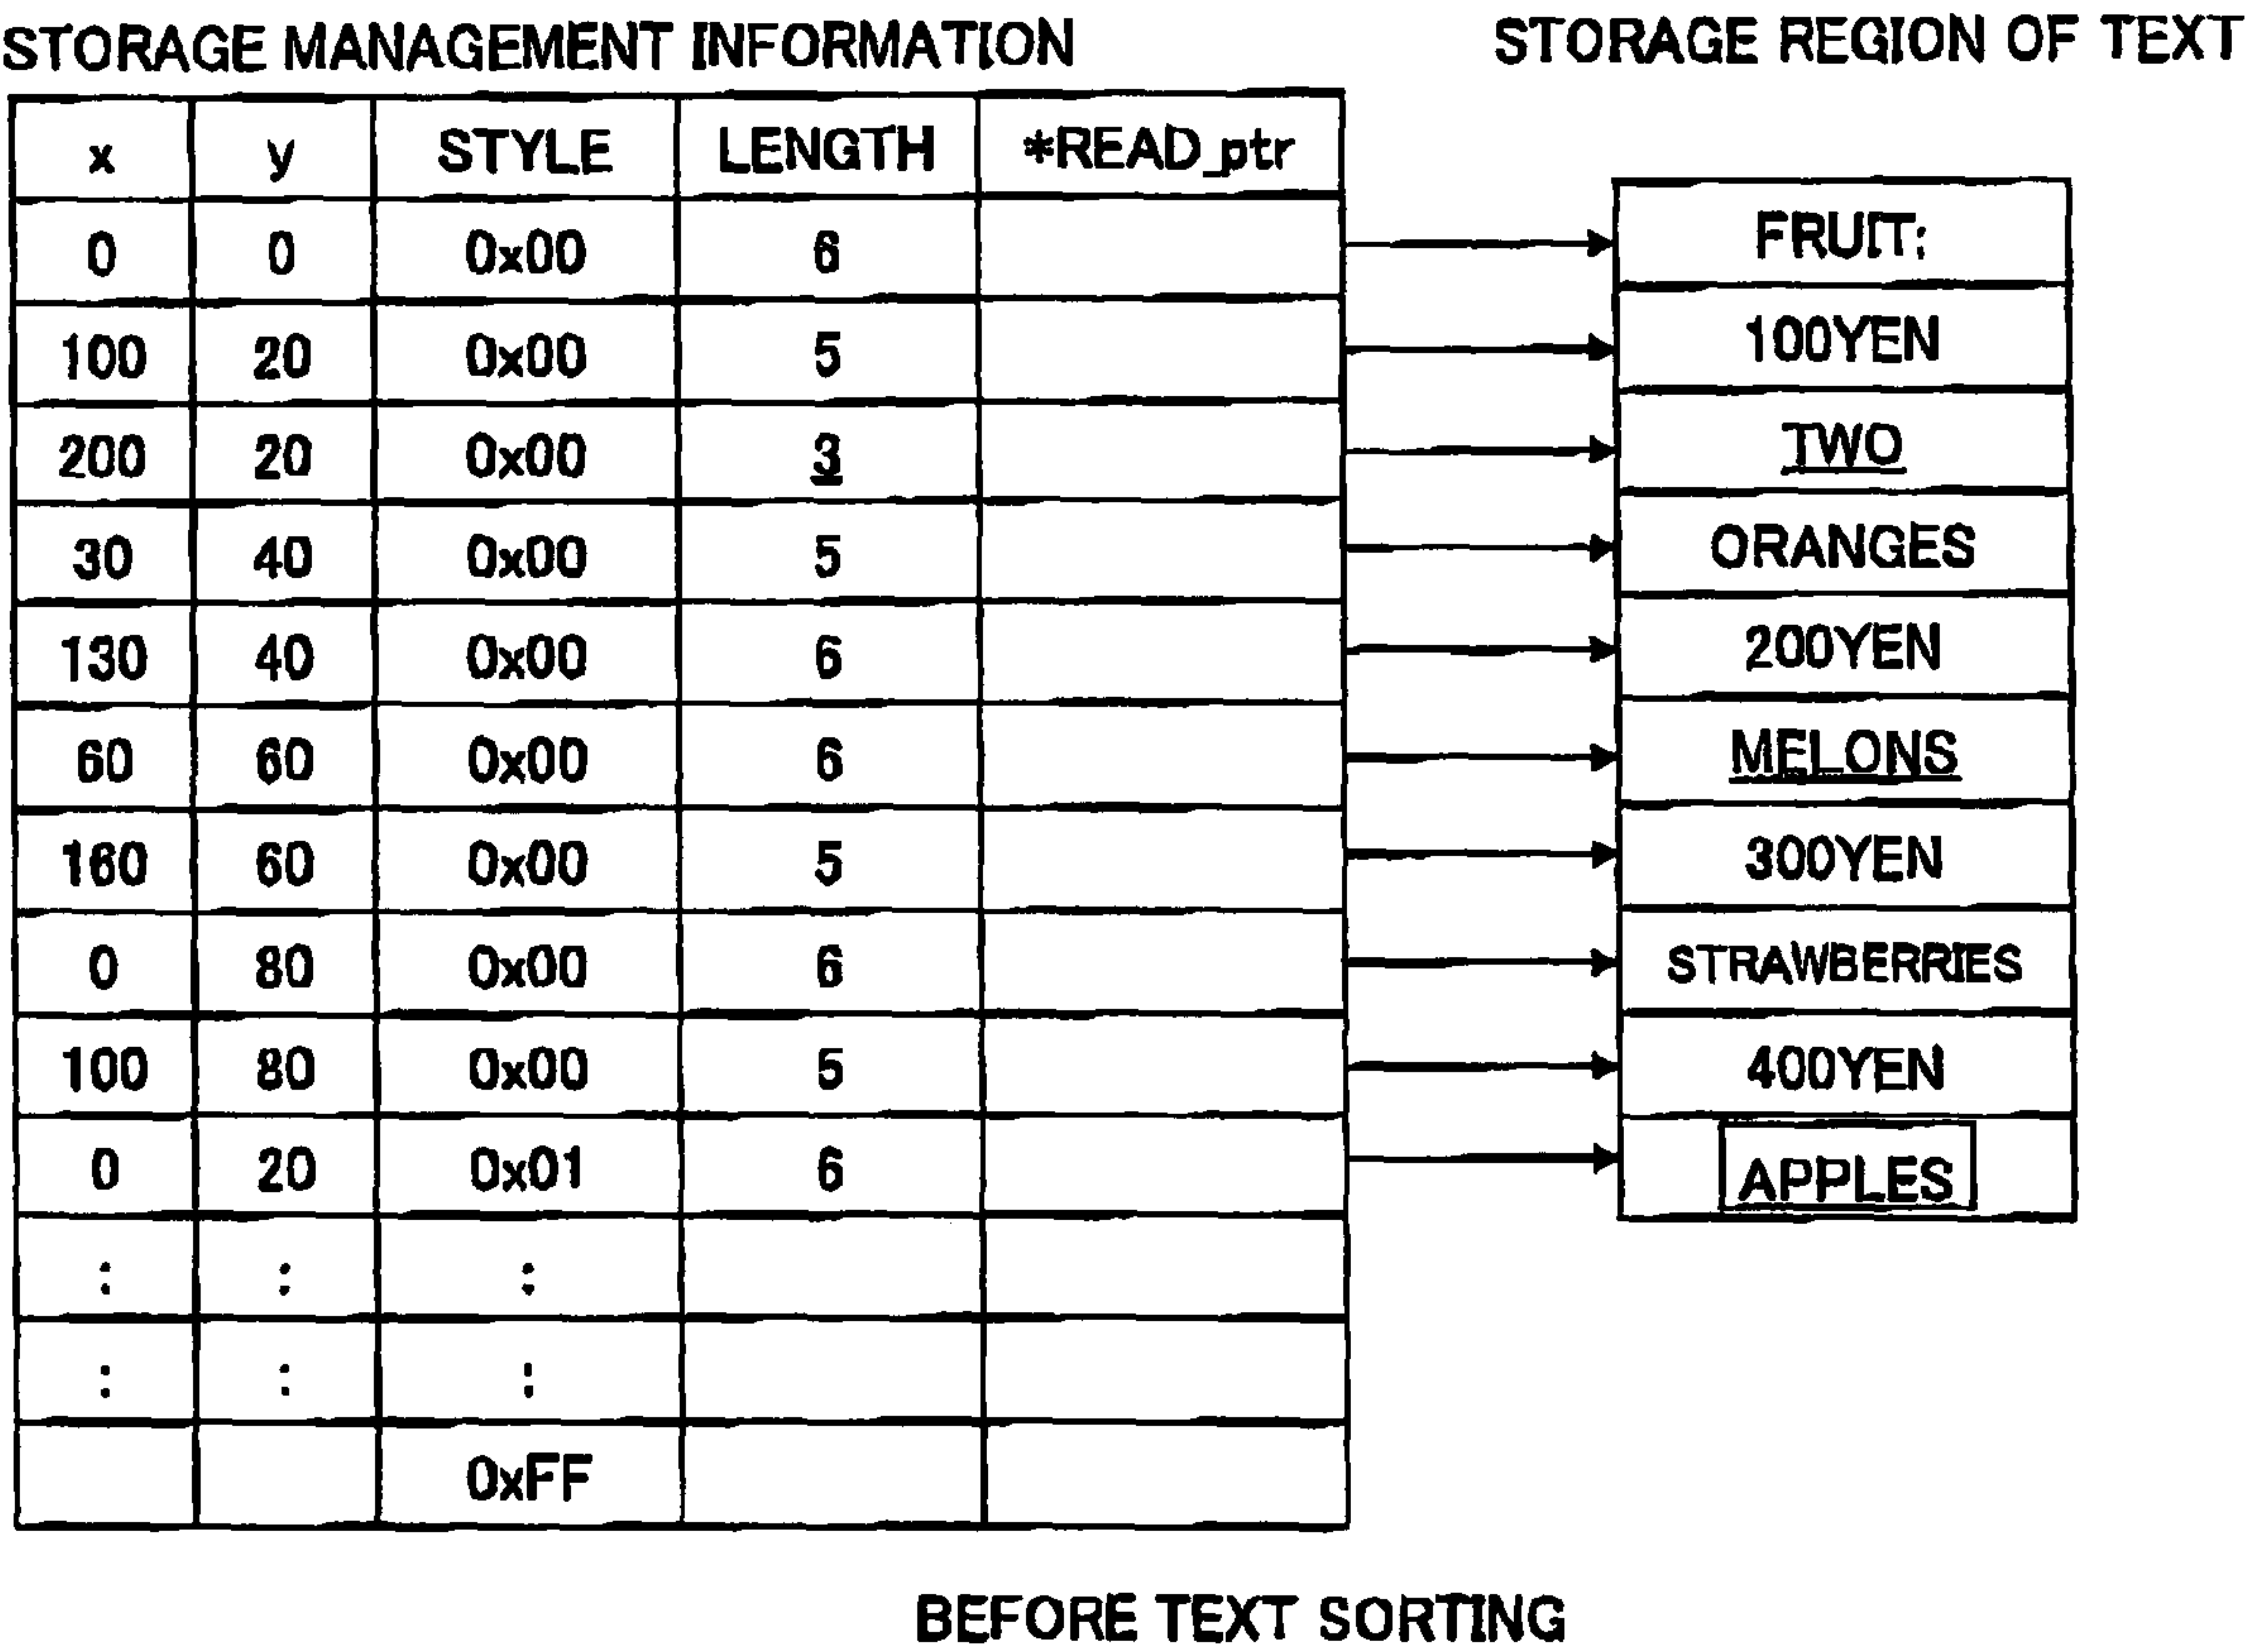 STORAGE MANAGEMENT INFORMATION STORAGE REGION OF TEXT
x y STYLE LENGTH *READ_ptr
0 0 0x00 6 FRUIT:
100 20 0x00 5 100YEN
200 20 0x00 3 TWO
30 40 0x00 5 ORANGES
130 40 0x00 6 200YEN
60 60 0x00 6 MELONS
160 60 0x00 5 300YEN
0 80 0x00 6 STRAWBERRIES
100 80 0x00 5 400YEN
0 20 0x01 6 APPLES
: : :
: : :
0xFF
BEFORE TEXT SORTING